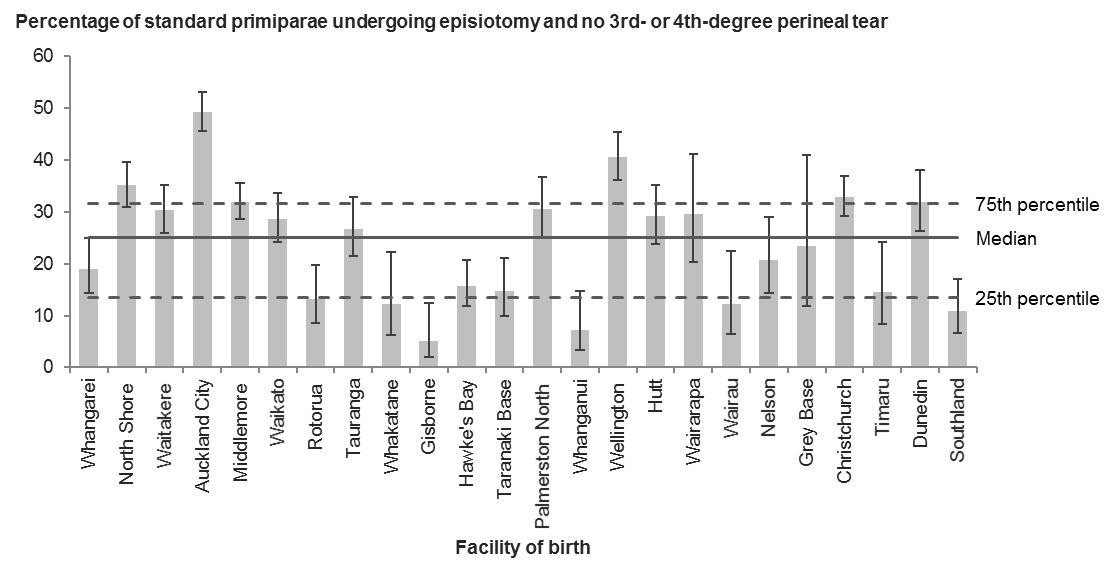 Percentage of standard primiparae undergoing episiotomy and no 3rd- or 4th-degree perineal tear
60
50
40
30
20
10
0
75th percentile
Median
25th percentile
Whangarei
North Shore
Waitakere
Auckland City
Middlemore
Waikato
Rotorua
Tauranga
Whakatane
Gisborne
Hawke's Bay
Taranaki Base
Palmerston North
Whanganui
Wellington
Hutt
Wairarapa
Wairau
Nelson
Grey Base
Christchurch
Timaru
Dunedin
Southland
Facility of birth